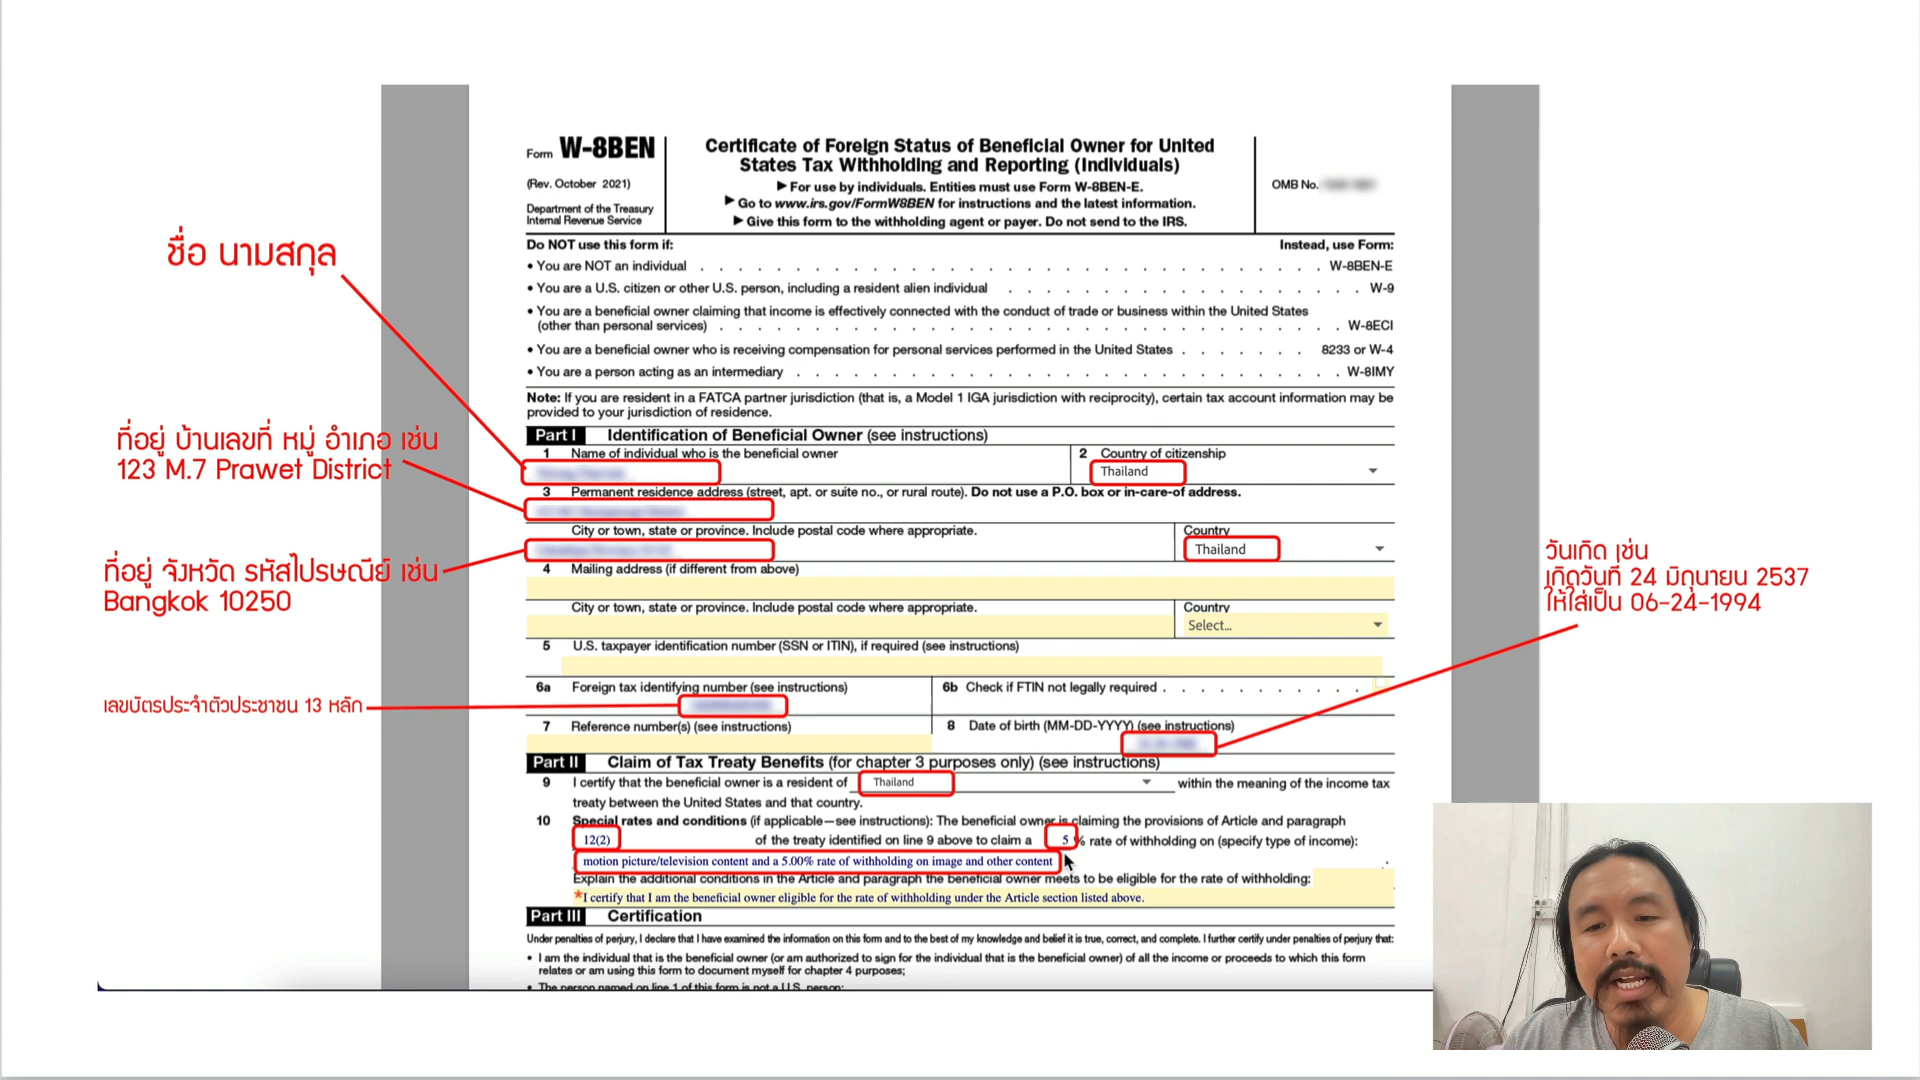 Form W-8BEN
(Rev. October 2021)
Department of the Treasury
Internal Revenue Service
Certificate of Foreign Status of Beneficial Owner for United
States Tax Withholding and Reporting (Individuals)
▶ For use by individuals. Entities must use Form W-8BEN-E.
▶ Go to www.irs.gov/FormW8BEN for instructions and the latest information.
▶ Give this form to the withholding agent or payer. Do not send to the IRS.
OMB No.
Do NOT use this form if: Instead, use Form:
• You are NOT an individual . . . . . . . . . . W-8BEN-E
• You are a U.S. citizen or other U.S. person, including a resident alien individual . . . . . . . . . . W-9
• You are a beneficial owner claiming that income is effectively connected with the conduct of trade or business within the United States
(other than personal services) . . . . . . . . . . W-8ECI
• You are a beneficial owner who is receiving compensation for personal services performed in the United States . . . . . . . 8233 or W-4
• You are a person acting as an intermediary . . . . . . . . . . W-8IMY
Note: If you are resident in a FATCA partner jurisdiction (that is, a Model 1 IGA jurisdiction with reciprocity), certain tax account information may be
provided to your jurisdiction of residence.
ชื่อ นามสกุล
Part I Identification of Beneficial Owner (see instructions)
1 Name of individual who is the beneficial owner
2 Country of citizenship
Thailand
ที่อยู่ บ้านเลขที่ หมู่ อำเภอ เช่น
123 M.7 Prawet District
3 Permanent residence address (street, apt. or suite no., or rural route). Do not use a P.O. box or in-care-of address.
City or town, state or province. Include postal code where appropriate.
Country
Thailand
ที่อยู่ จังหวัด รหัสไปรษณีย์ เช่น
Bangkok 10250
4 Mailing address (if different from above)
City or town, state or province. Include postal code where appropriate.
Country
Select...
5 U.S. taxpayer identification number (SSN or ITIN), if required (see instructions)
6a Foreign tax identifying number (see instructions)
6b Check if FTIN not legally required . . . . . . . . . .
เลขบัตรประจำตัวประชาชน 13 หลัก
7 Reference number(s) (see instructions)
8 Date of birth (MM-DD-YYYY) (see instructions)
วันเกิด เช่น
เกิดวันที่ 24 มิถุนายน 2537
ให้ใส่เป็น 06-24-1994
Part II Claim of Tax Treaty Benefits (for chapter 3 purposes only) (see instructions)
9 I certify that the beneficial owner is a resident of Thailand within the meaning of the income tax
treaty between the United States and that country.
10 Special rates and conditions (if applicable—see instructions): The beneficial owner is claiming the provisions of Article and paragraph
12(2) of the treaty identified on line 9 above to claim a 5 % rate of withholding on (specify type of income):
motion picture/television content and a 5.00% rate of withholding on image and other content .
Explain the additional conditions in the Article and paragraph the beneficial owner meets to be eligible for the rate of withholding:
*I certify that I am the beneficial owner eligible for the rate of withholding under the Article section listed above.
Part III Certification
Under penalties of perjury, I declare that I have examined the information on this form and to the best of my knowledge and belief it is true, correct, and complete. I further certify under penalties of perjury that:
• I am the individual that is the beneficial owner (or am authorized to sign for the individual that is the beneficial owner) of all the income or proceeds to which this form
relates or am using this form to document myself for chapter 4 purposes;
• The person named on line 1 of this form is not a U.S. person;